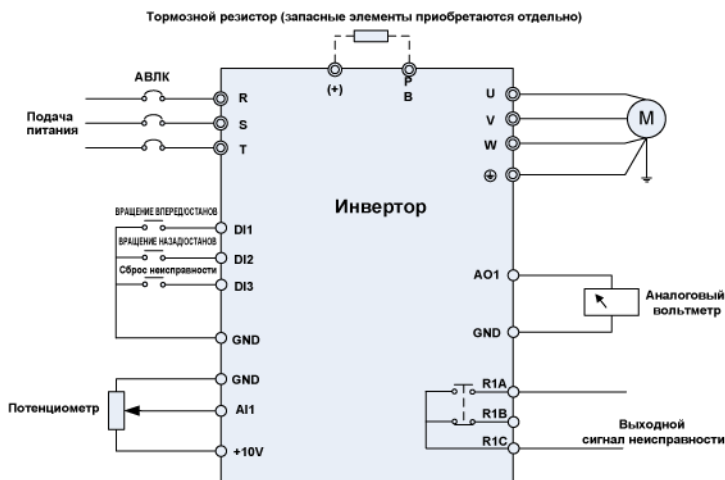 Тормозной резистор (запасные элементы приобретаются отдельно)
АВЛК
(+)
P
B
Подача
питания
R
S
T
U
V
W
M
Инвертор
ВРАЩЕНИЕ ВПЕРЕД/ОСТАНОВ
DI1
ВРАЩЕНИЕ НАЗАД/ОСТАНОВ
DI2
Сброс неисправности
DI3
GND
AO1
GND
Аналоговый
вольтметр
Потенциометр
GND
AI1
+10V
R1A
R1B
R1C
Выходной
сигнал неисправности